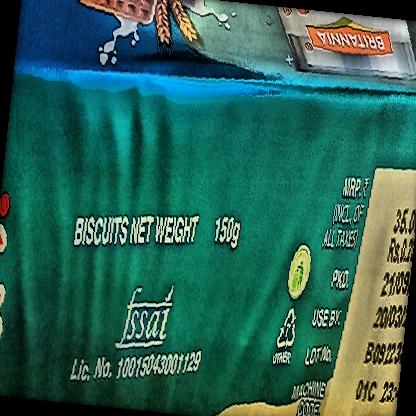 BRITANNIA
BISCUITS NET WEIGHT 150g
fssai
Lic. No. 10015043001129
MRP. ₹
(INCL. OF
ALL TAXES)
PKD.
USE BY.
LOT No.
MACHINE
CODE
OTHER
01C